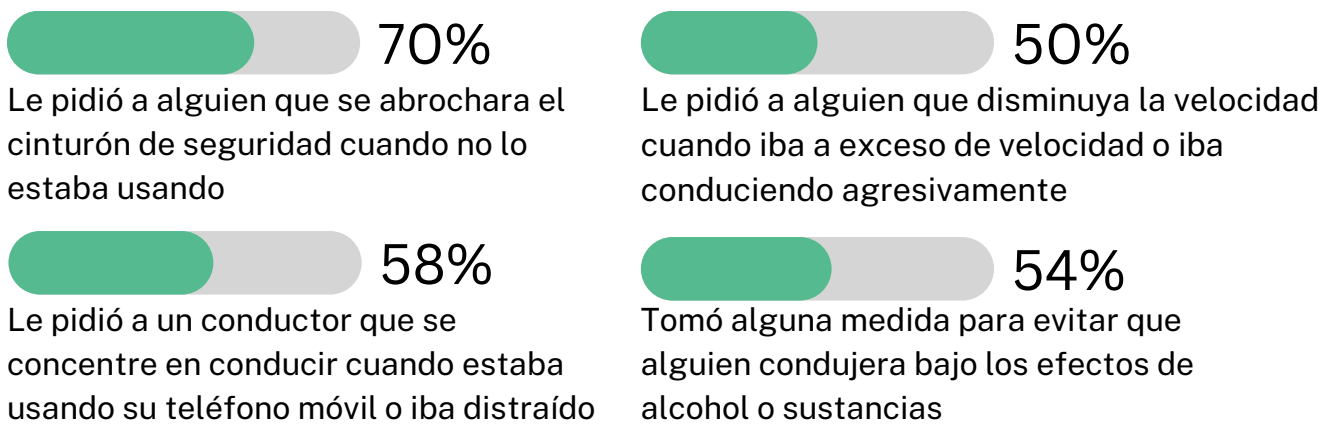 70%
Le pidió a alguien que se abrochara el
cinturón de seguridad cuando no lo
estaba usando
50%
Le pidió a alguien que disminuya la velocidad
cuando iba a exceso de velocidad o iba
conduciendo agresivamente
58%
Le pidió a un conductor que se
concentre en conducir cuando estaba
usando su teléfono móvil o iba distraído
54%
Tomó alguna medida para evitar que
alguien condujera bajo los efectos de
alcohol o sustancias